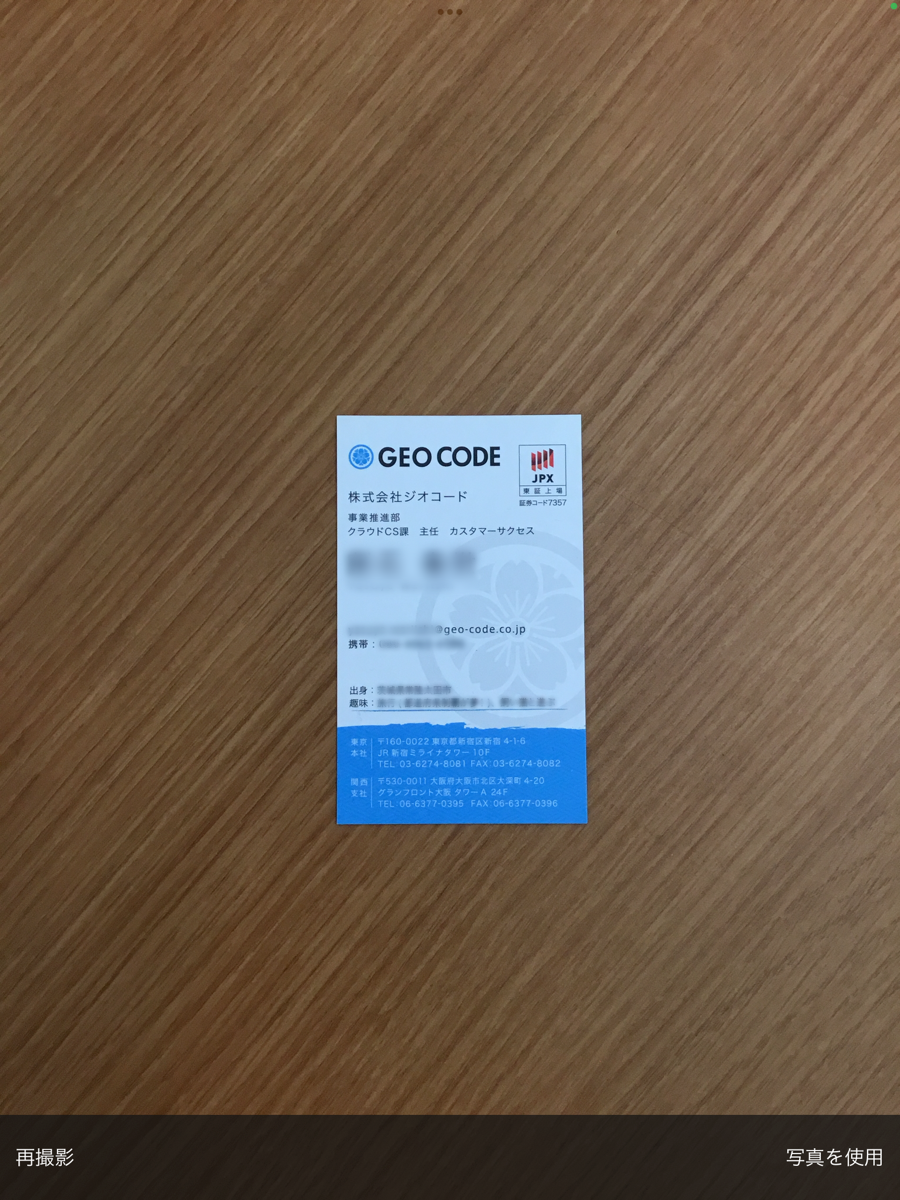 GEO CODE
JPX
東証上場
証券コード7357
株式会社ジオコード
事業推進部
クラウドCS課 主任 カスタマーサクセス
@geo-code.co.jp
携帯:
出身:
趣味:
東京本社
〒160-0022 東京都新宿区新宿 4-1-6
JR 新宿ミライナタワー 10F
TEL:03-6274-8081 FAX:03-6274-8082
関西支社
〒530-0011 大阪府大阪市北区大深町 4-20
グランフロント大阪 タワー A 24F
TEL:06-6377-0395 FAX:06-6377-0396
再撮影
写真を使用